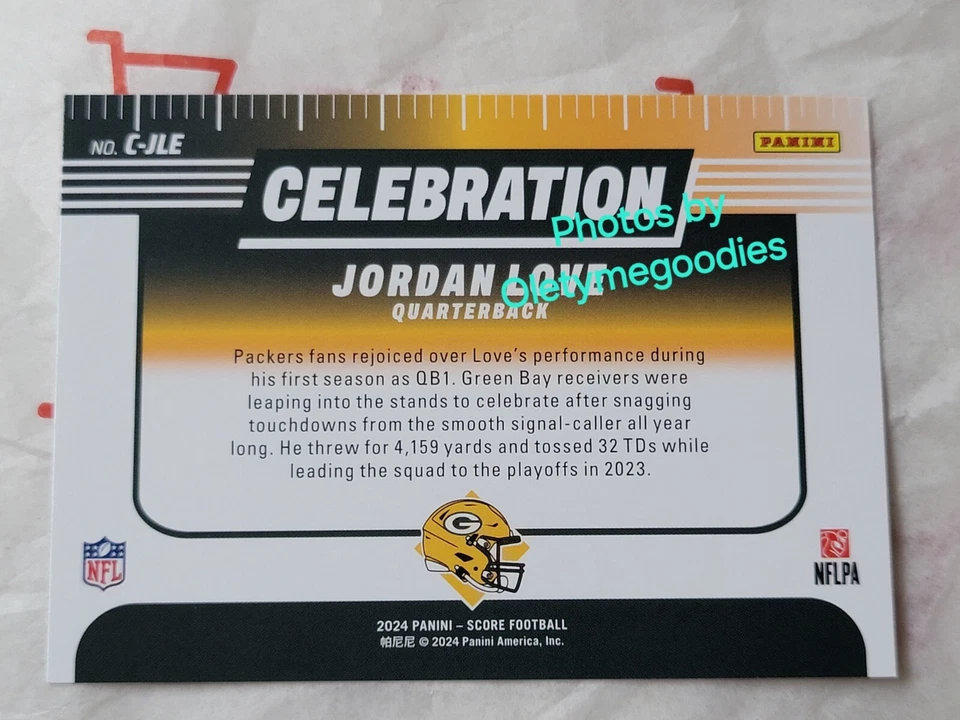 NO. C-JLE
PANINI
CELEBRATION
Photos by
Oletymegoodies
JORDAN LOVE
QUARTERBACK
Packers fans rejoiced over Love's performance during
his first season as QB1. Green Bay receivers were
leaping into the stands to celebrate after snagging
touchdowns from the smooth signal-caller all year
long. He threw for 4,159 yards and tossed 32 TDs while
leading the squad to the playoffs in 2023.
G
NFL
NFLPA
2024 PANINI – SCORE FOOTBALL
帕尼尼 © 2024 Panini America, Inc.